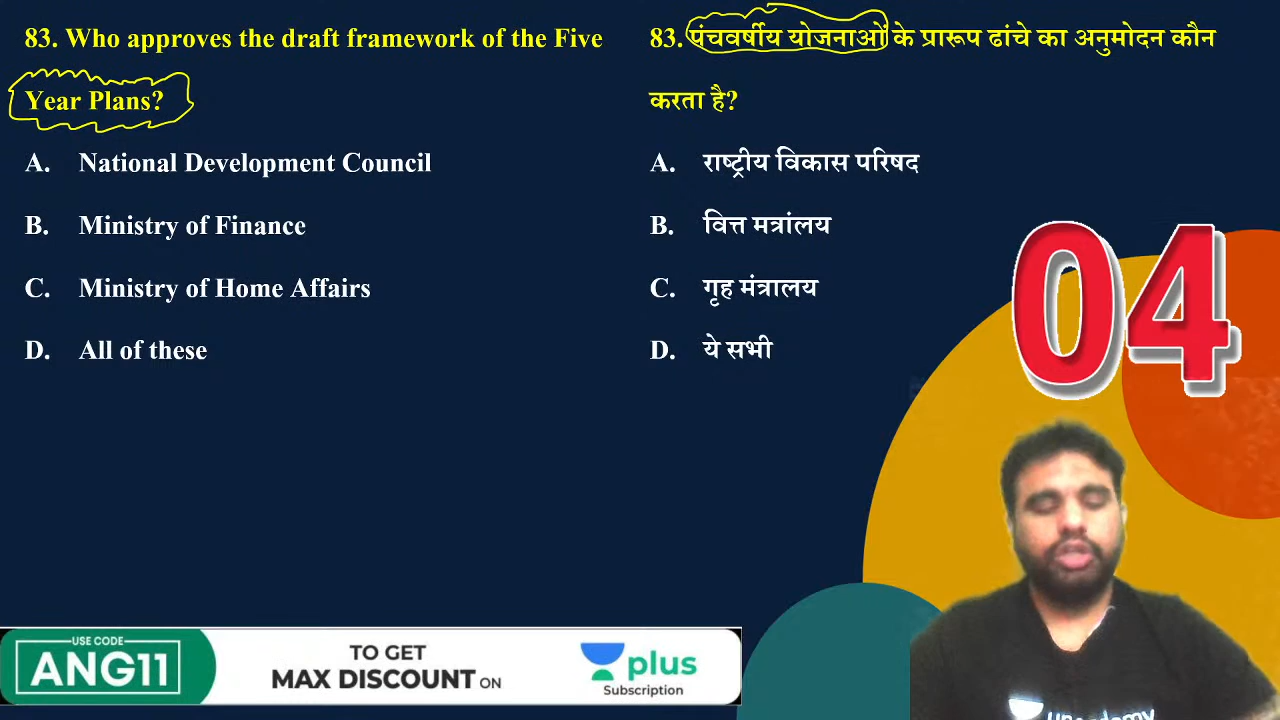 83. Who approves the draft framework of the Five
Year Plans?
A. National Development Council
B. Ministry of Finance
C. Ministry of Home Affairs
D. All of these
83. पंचवर्षीय योजनाओं के प्रारूप ढांचे का अनुमोदन कौन
करता है?
A. राष्ट्रीय विकास परिषद
B. वित्त मत्रांलय
C. गृह मंत्रालय
D. ये सभी
04
USE CODE
ANG11
TO GET
MAX DISCOUNT ON
plus
Subscription
unacademy